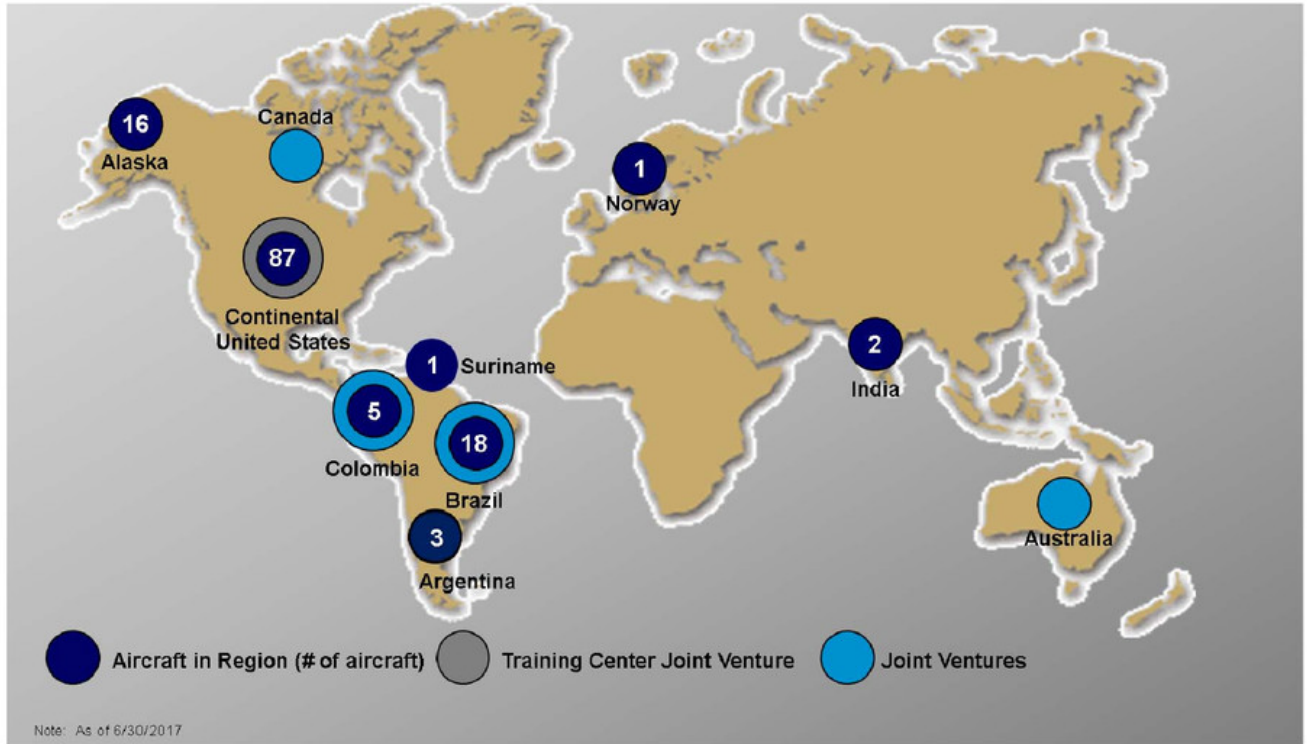 16
Alaska
Canada
1
Norway
87
Continental
United States
1
Suriname
2
India
5
Colombia
18
Brazil
3
Argentina
Australia
Aircraft in Region (# of aircraft)
Training Center Joint Venture
Joint Ventures
Note: As of 6/30/2017